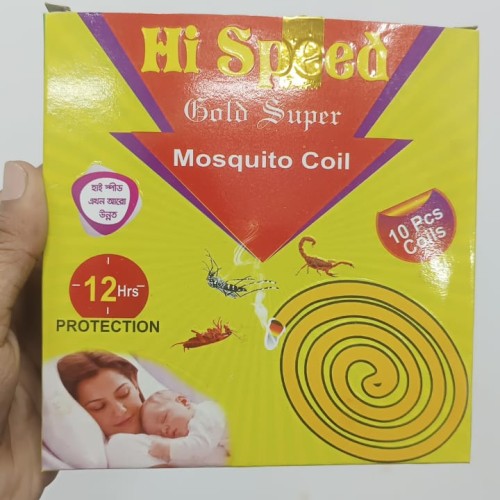 Hi Speed
Gold Super
Mosquito Coil
হাই স্পীড
এখন আরো
উন্নত
10 Pcs
Coils
12Hrs
PROTECTION